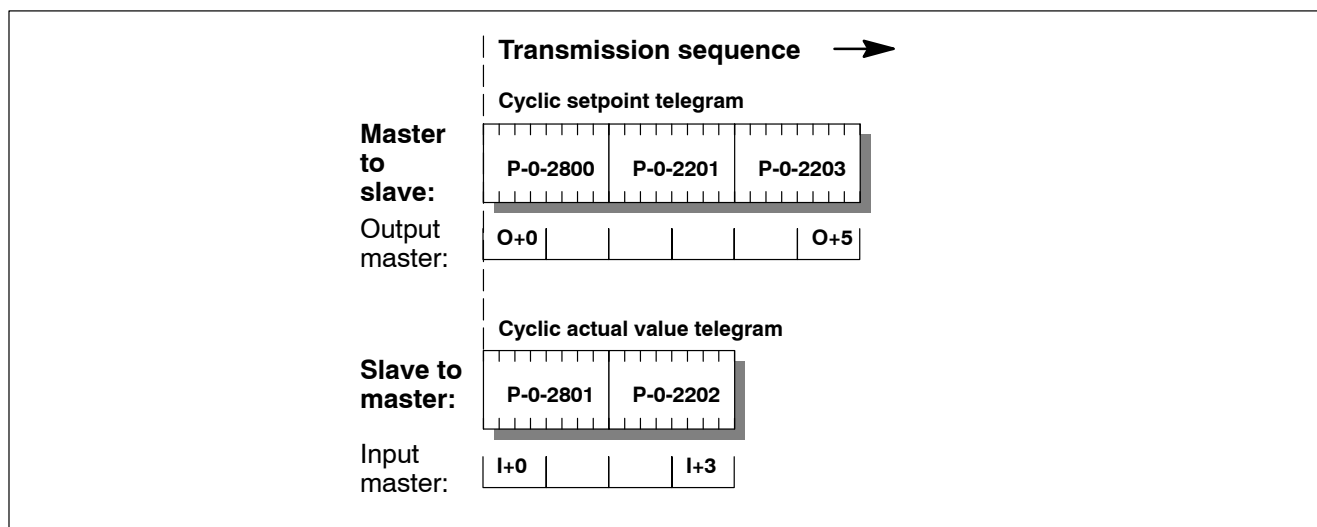 Transmission sequence
Cyclic setpoint telegram
Master
to
slave:
P-0-2800 P-0-2201 P-0-2203
Output
master:
O+0 O+5
Cyclic actual value telegram
Slave to
master:
P-0-2801 P-0-2202
Input
master:
I+0 I+3